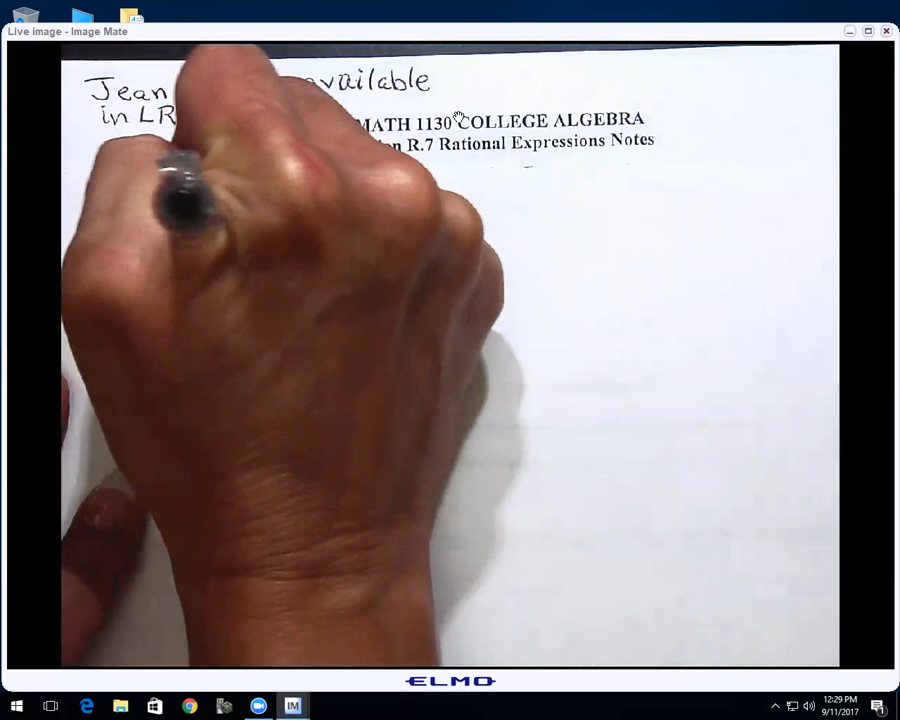 Live image - Image Mate
Jean available
in LR
MATH 1130 COLLEGE ALGEBRA
R.7 Rational Expressions Notes
ELMO
12:29 PM
9/11/2017